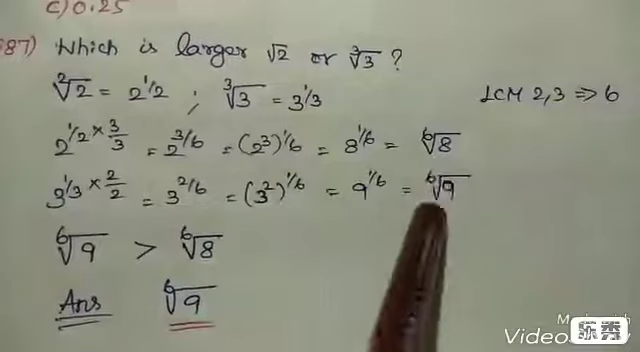 C) 0.25
87) Which is larger √2 or ∛3 ?
²√2 = 2^1/2 ; ³√3 = 3^1/3 LCM 2,3 ⇒ 6
2^1/2 × 3/3 = 2^3/6 = (2³)^1/6 = 8^1/6 = ⁶√8
3^1/3 × 2/2 = 3^2/6 = (3²)^1/6 = 9^1/6 = ⁶√9
⁶√9 > ⁶√8
Ans ⁶√9
Video
乐秀